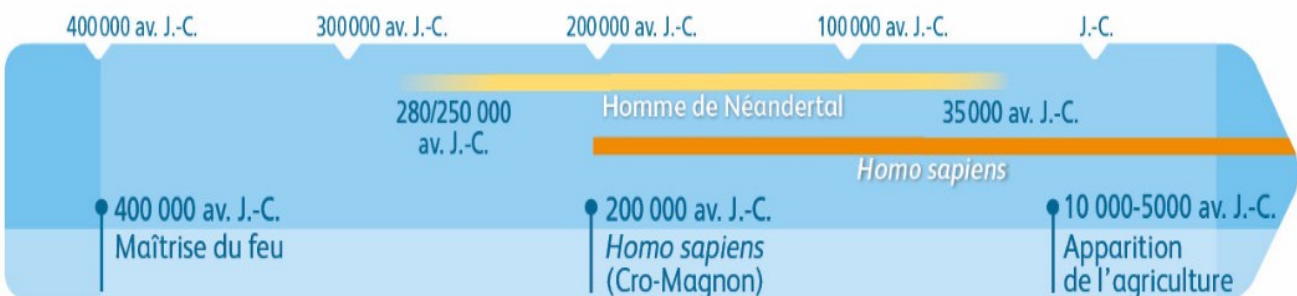 400 000 av. J.-C.
300 000 av. J.-C.
200 000 av. J.-C.
100 000 av. J.-C.
J.-C.
280/250 000
av. J.-C.
Homme de Néandertal
35 000 av. J.-C.
Homo sapiens
400 000 av. J.-C.
Maîtrise du feu
200 000 av. J.-C.
Homo sapiens
(Cro-Magnon)
10 000-5000 av. J.-C.
Apparition
de l'agriculture